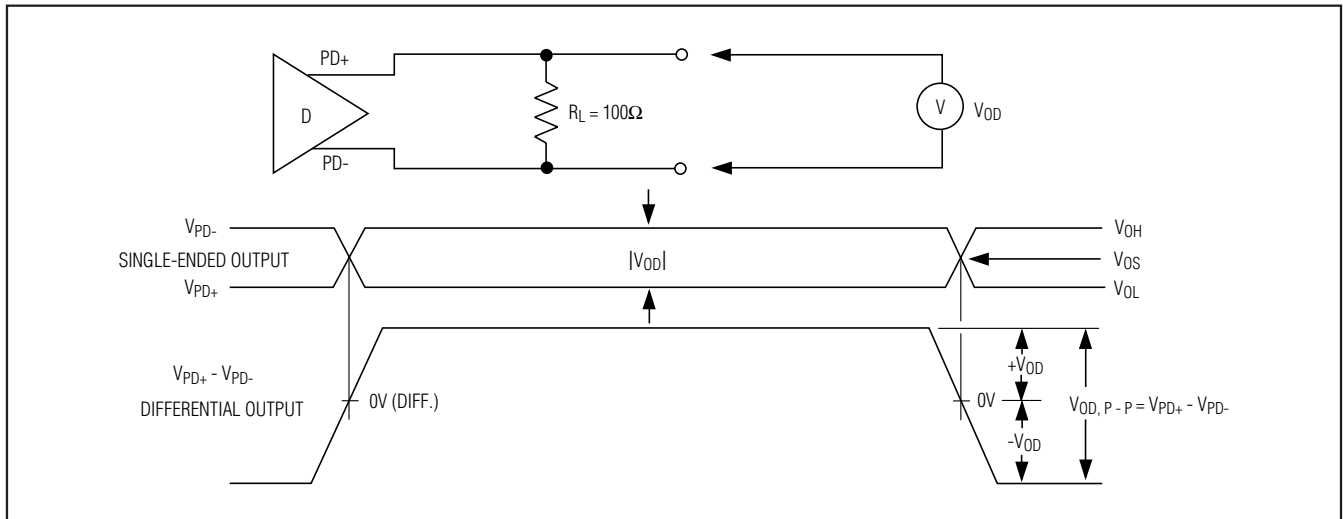 PD+
D
R_L = 100Ω
V
V_OD
PD-
V_PD-
V_OH
SINGLE-ENDED OUTPUT
|V_OD|
V_OS
V_PD+
V_OL
V_PD+ - V_PD-
DIFFERENTIAL OUTPUT
0V (DIFF.)
0V
+V_OD
-V_OD
V_OD, P - P = V_PD+ - V_PD-